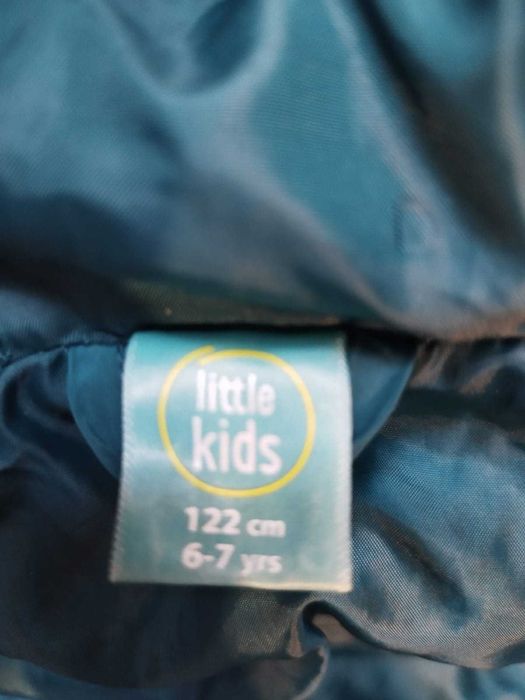 little
kids
122 cm
6-7 yrs